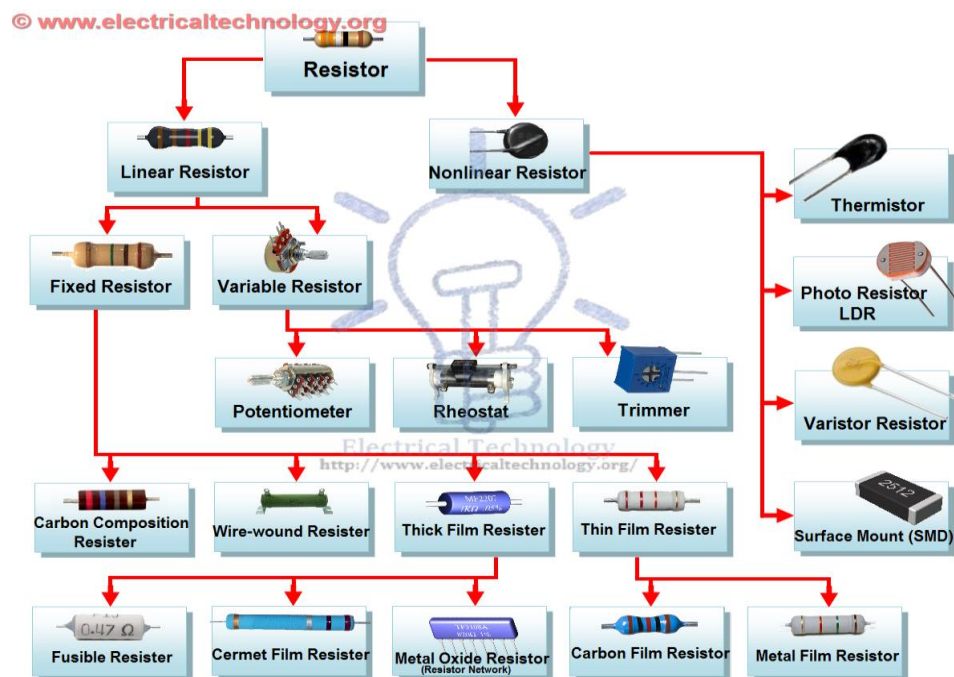 © www.electricaltechnology.org
Resistor
Linear Resistor
Nonlinear Resistor
Thermistor
Fixed Resistor
Variable Resistor
Photo Resistor
LDR
Potentiometer
Rheostat
Trimmer
Varistor Resistor
Electrical Technology
http://www.electricaltechnology.org/
Carbon Composition
Resister
Wire-wound Resister
Thick Film Resister
Thin Film Resister
2512
Surface Mount (SMD)
0.47 Ω
Fusible Resister
Cermet Film Resister
Metal Oxide Resistor
(Resistor Network)
Carbon Film Resister
Metal Film Resister